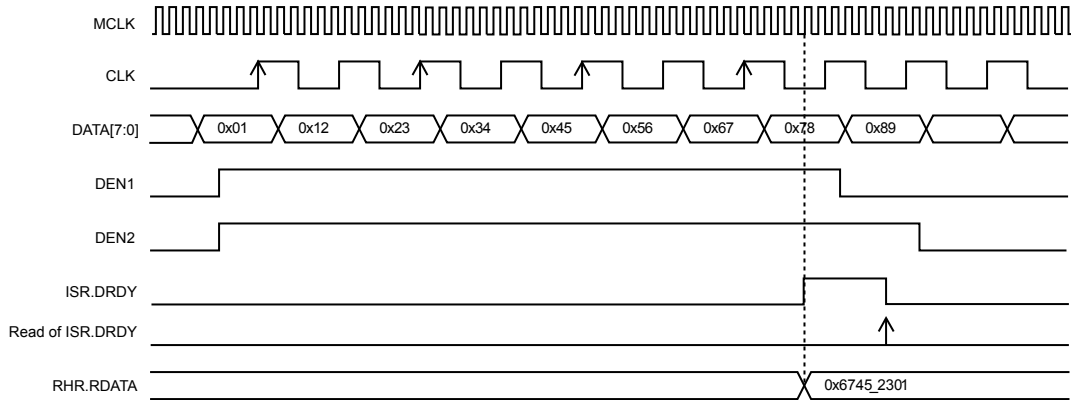 MCLK
CLK
DATA[7:0] 0x01 0x12 0x23 0x34 0x45 0x56 0x67 0x78 0x89
DEN1
DEN2
ISR.DRDY
Read of ISR.DRDY
RHR.RDATA 0x6745_2301